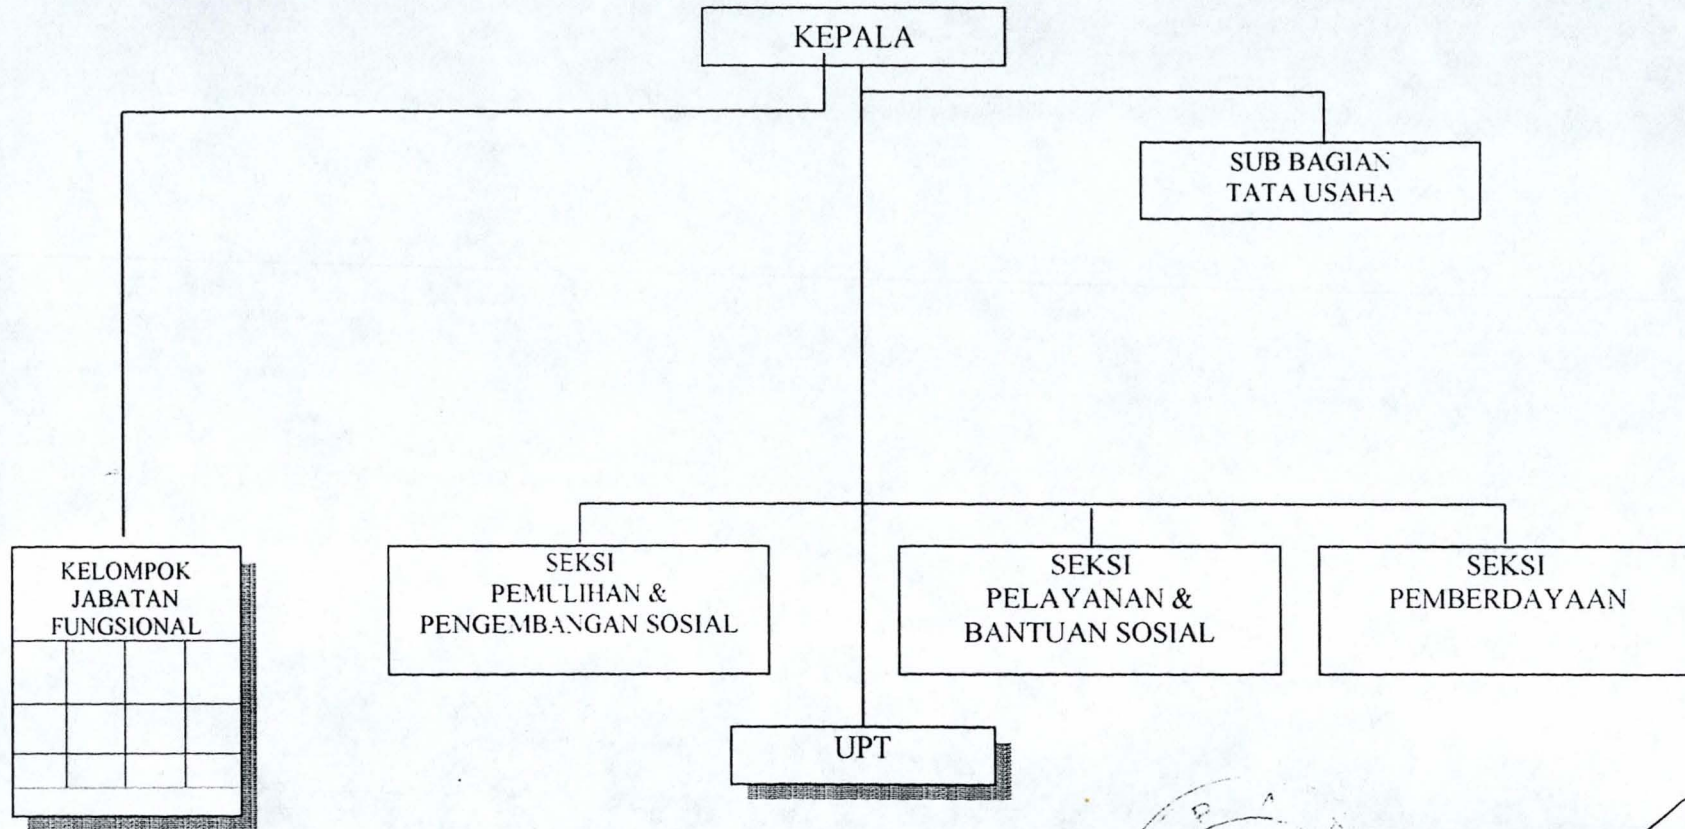 KEPALA
SUB BAGIAN
TATA USAHA
KELOMPOK
JABATAN
FUNGSIONAL
SEKSI
PEMULIHAN &
PENGEMBANGAN SOSIAL
SEKSI
PELAYANAN &
BANTUAN SOSIAL
SEKSI
PEMBERDAYAAN
UPT